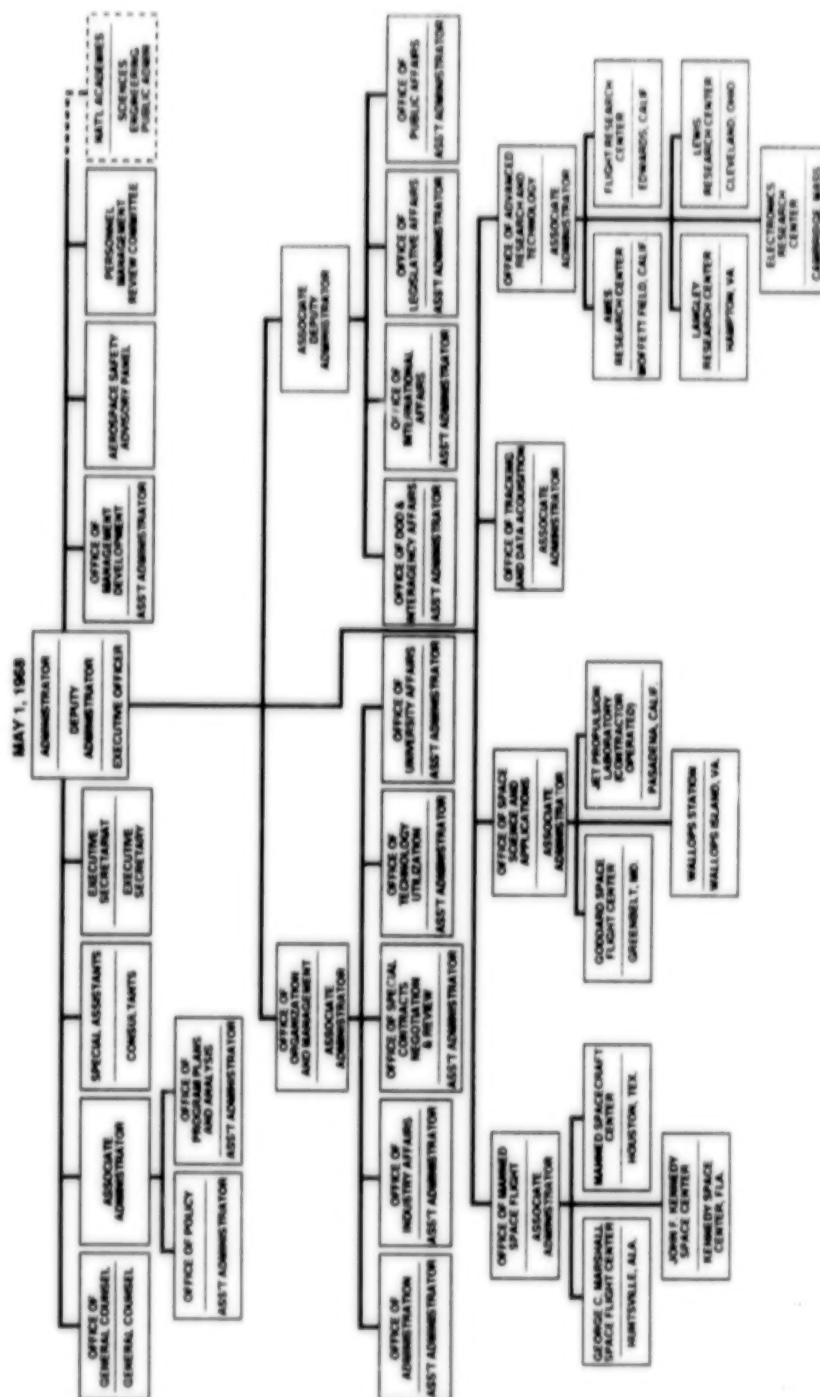 MAY 1, 1968
ADMINISTRATOR
DEPUTY
ADMINISTRATOR
EXECUTIVE OFFICER
OFFICE OF
GENERAL COUNSEL
GENERAL COUNSEL
ASSOCIATE
ADMINISTRATOR
SPECIAL ASSISTANTS
CONSULTANTS
EXECUTIVE
SECRETARIAT
EXECUTIVE
SECRETARY
OFFICE OF
MANAGEMENT
DEVELOPMENT
ASS'T ADMINISTRATOR
AEROSPACE SAFETY
ADVISORY PANEL
PERSONNEL
MANAGEMENT
REVIEW COMMITTEE
NAT'L ACADEMIES
SCIENCES
ENGINEERING
PUBLIC ADMIN
OFFICE OF POLICY
ASS'T ADMINISTRATOR
OFFICE OF
PROGRAM PLANS
AND ANALYSIS
ASS'T ADMINISTRATOR
OFFICE OF
ORGANIZATION
AND MANAGEMENT
ASSOCIATE
ADMINISTRATOR
ASSOCIATE
DEPUTY
ADMINISTRATOR
OFFICE OF
ADMINISTRATION
ASS'T ADMINISTRATOR
OFFICE OF
INDUSTRY AFFAIRS
ASS'T ADMINISTRATOR
OFFICE OF SPECIAL
CONTRACTS
NEGOTIATION
& REVIEW
ASS'T ADMINISTRATOR
OFFICE OF
TECHNOLOGY
UTILIZATION
ASS'T ADMINISTRATOR
OFFICE OF
UNIVERSITY AFFAIRS
ASS'T ADMINISTRATOR
OFFICE OF DOD &
INTERAGENCY AFFAIRS
ASS'T ADMINISTRATOR
OFFICE OF
INTERNATIONAL
AFFAIRS
ASS'T ADMINISTRATOR
OFFICE OF
LEGISLATIVE AFFAIRS
ASS'T ADMINISTRATOR
OFFICE OF
PUBLIC AFFAIRS
ASS'T ADMINISTRATOR
OFFICE OF MANNED
SPACE FLIGHT
ASSOCIATE
ADMINISTRATOR
OFFICE OF SPACE
SCIENCE AND
APPLICATIONS
ASSOCIATE
ADMINISTRATOR
OFFICE OF TRACKING
AND DATA ACQUISITION
ASSOCIATE
ADMINISTRATOR
OFFICE OF ADVANCED
RESEARCH AND
TECHNOLOGY
ASSOCIATE
ADMINISTRATOR
GEORGE C. MARSHALL
SPACE FLIGHT CENTER
HUNTSVILLE, ALA.
MANNED SPACECRAFT
CENTER
HOUSTON, TEX.
JOHN F. KENNEDY
SPACE CENTER
KENNEDY SPACE
CENTER, FLA.
GODDARD SPACE
FLIGHT CENTER
GREENBELT, MD.
JET PROPULSION
LABORATORY
(CONTRACTOR
OPERATED)
PASADENA, CALIF.
WALLOPS STATION
WALLOPS ISLAND, VA.
AMES
RESEARCH CENTER
MOFFETT FIELD, CALIF.
FLIGHT RESEARCH
CENTER
EDWARDS, CALIF
LANGLEY
RESEARCH CENTER
HAMPTON, VA.
LEWIS
RESEARCH CENTER
CLEVELAND, OHIO
ELECTRONICS
RESEARCH
CENTER
CAMBRIDGE, MASS.